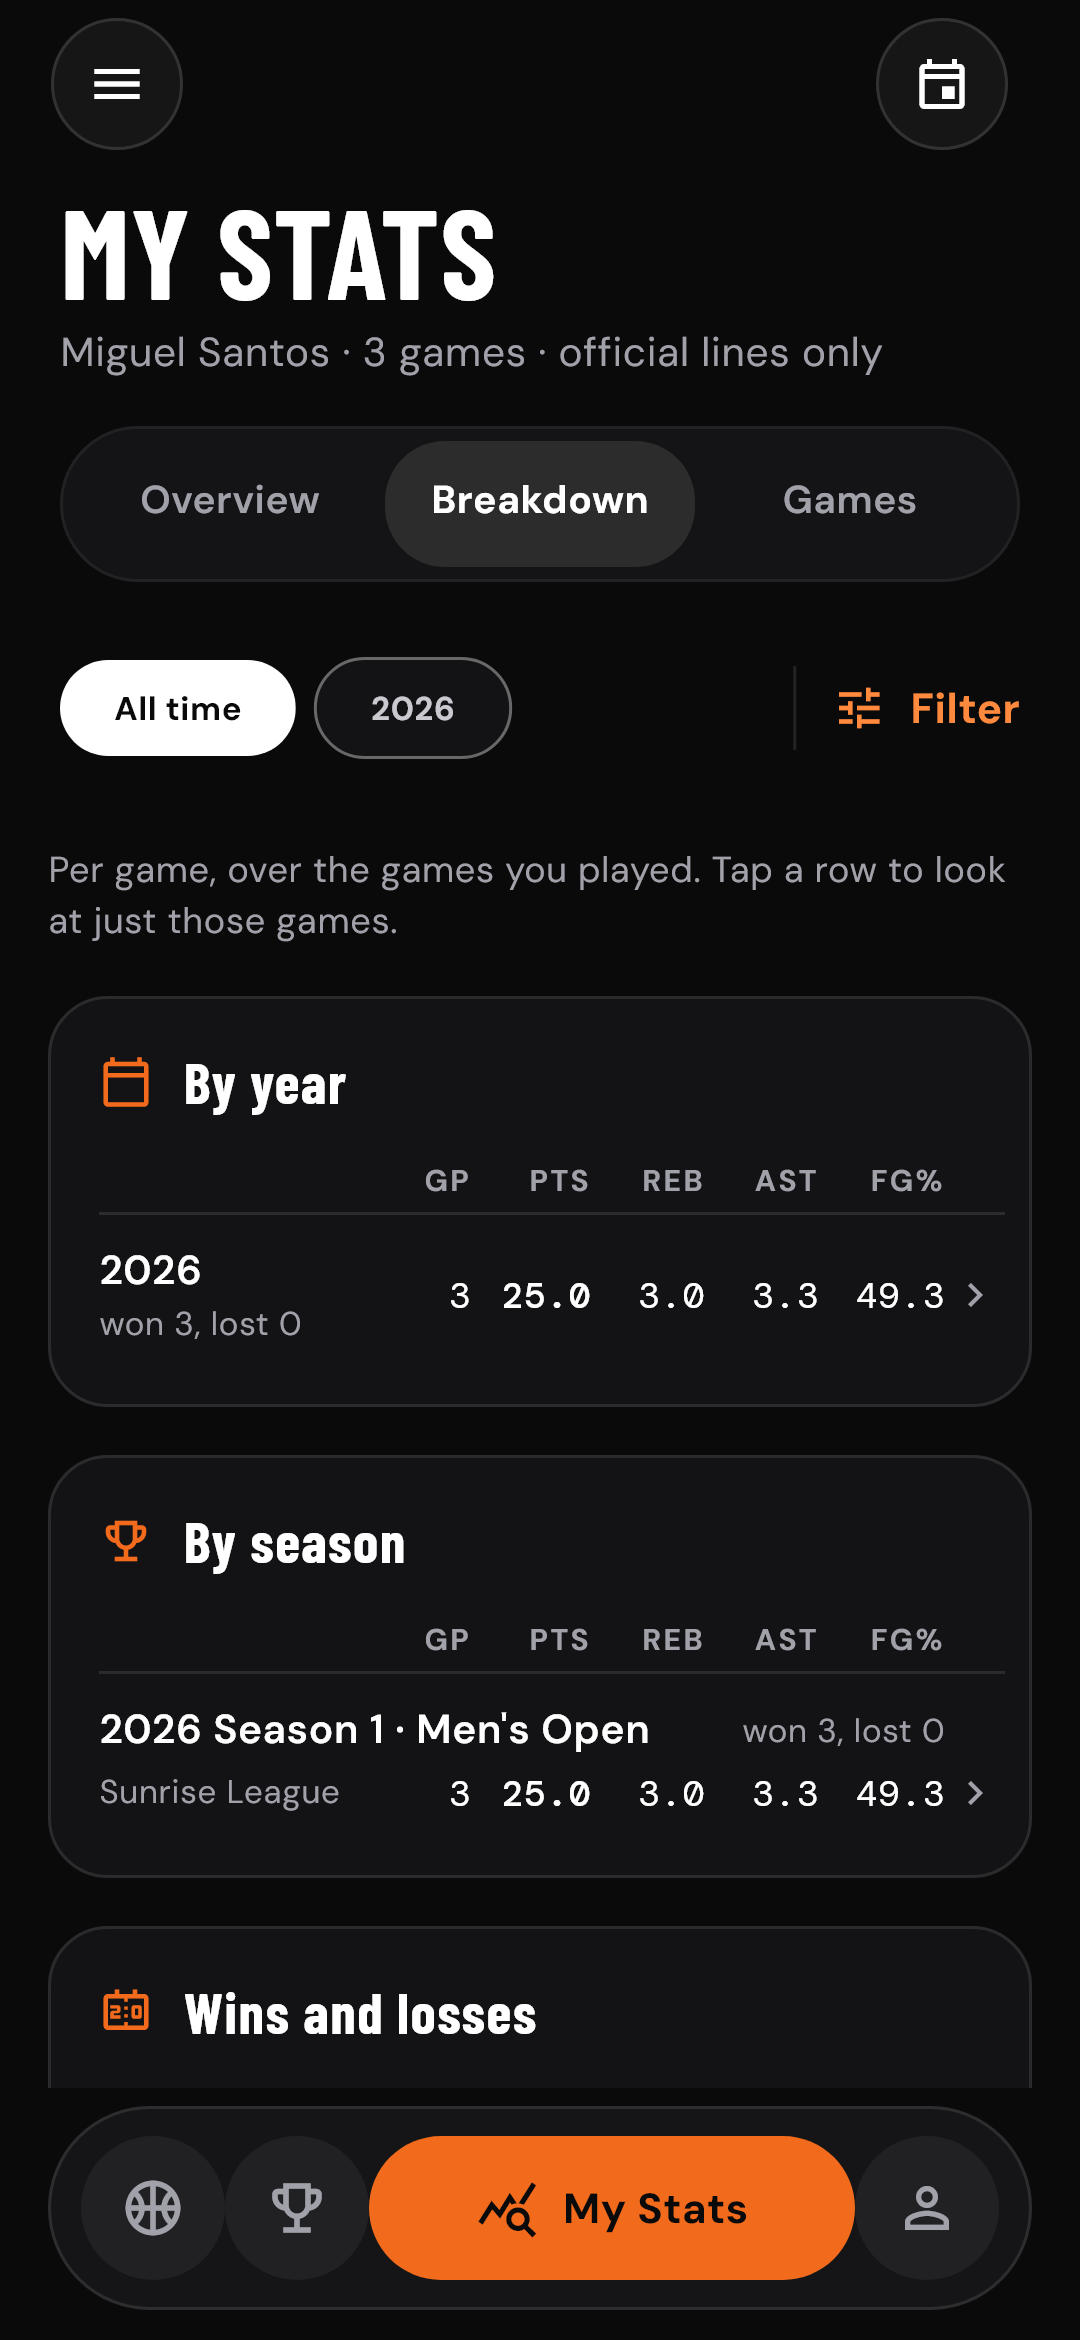 MY STATS
Miguel Santos · 3 games · official lines only
Overview Breakdown Games
All time 2026 Filter
Per game, over the games you played. Tap a row to look
at just those games.
By year
GP PTS REB AST FG%
2026
won 3, lost 0
3 25.0 3.0 3.3 49.3
By season
GP PTS REB AST FG%
2026 Season 1 · Men's Open won 3, lost 0
Sunrise League 3 25.0 3.0 3.3 49.3
2:0 Wins and losses
My Stats